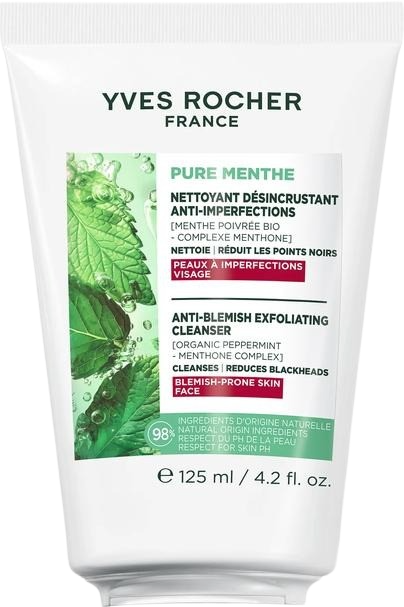 YVES ROCHER
FRANCE
PURE MENTHE
NETTOYANT DÉSINCRUSTANT
ANTI-IMPERFECTIONS
[MENTHE POIVRÉE BIO
- COMPLEXE MENTHONE]
NETTOIE | RÉDUIT LES POINTS NOIRS
PEAUX À IMPERFECTIONS
VISAGE
ANTI-BLEMISH EXFOLIATING
CLEANSER
[ORGANIC PEPPERMINT
- MENTHONE COMPLEX]
CLEANSES | REDUCES BLACKHEADS
BLEMISH-PRONE SKIN
FACE
98%
INGREDIENTS D'ORIGINE NATURELLE
NATURAL ORIGIN INGREDIENTS
RESPECT DU PH DE LA PEAU
RESPECT FOR SKIN PH
℮ 125 ml / 4.2 fl. oz.